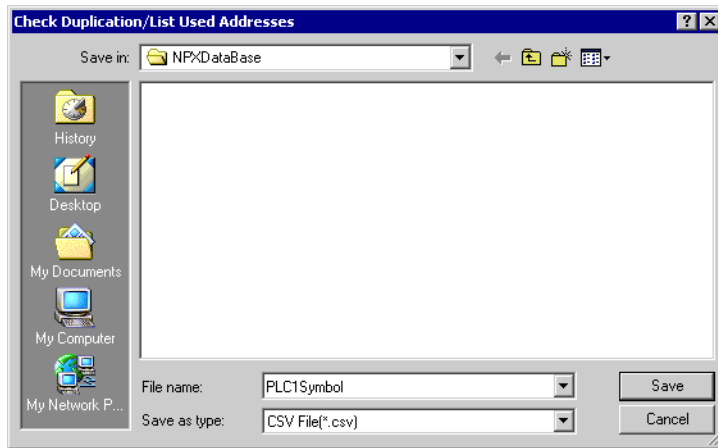 Check Duplication/List Used Addresses
Save in: NPXDataBase
History
Desktop
My Documents
My Computer
My Network P...
File name: PLC1Symbol Save
Save as type: CSV File(*.csv) Cancel